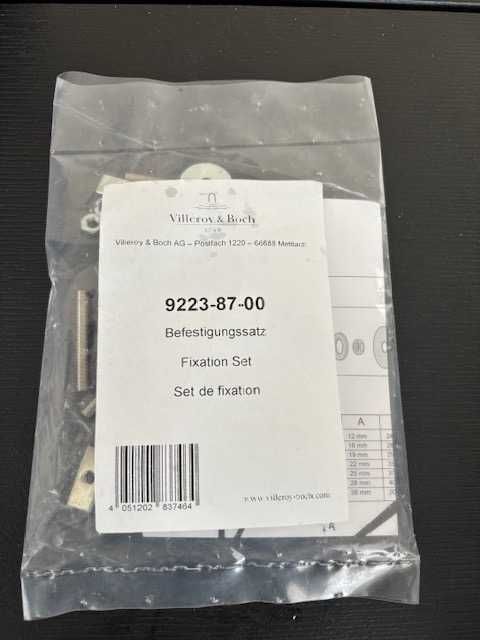 Villeroy & Boch
1748
Villeroy & Boch AG – Postfach 1220 – 66688 Mettlach
9223-87-00
Befestigungssatz
Fixation Set
Set de fixation
4 051202 837464
www.villeroy-boch.com
A
12 mm
16 mm
19 mm
22 mm
25 mm
28 mm
38 mm
A